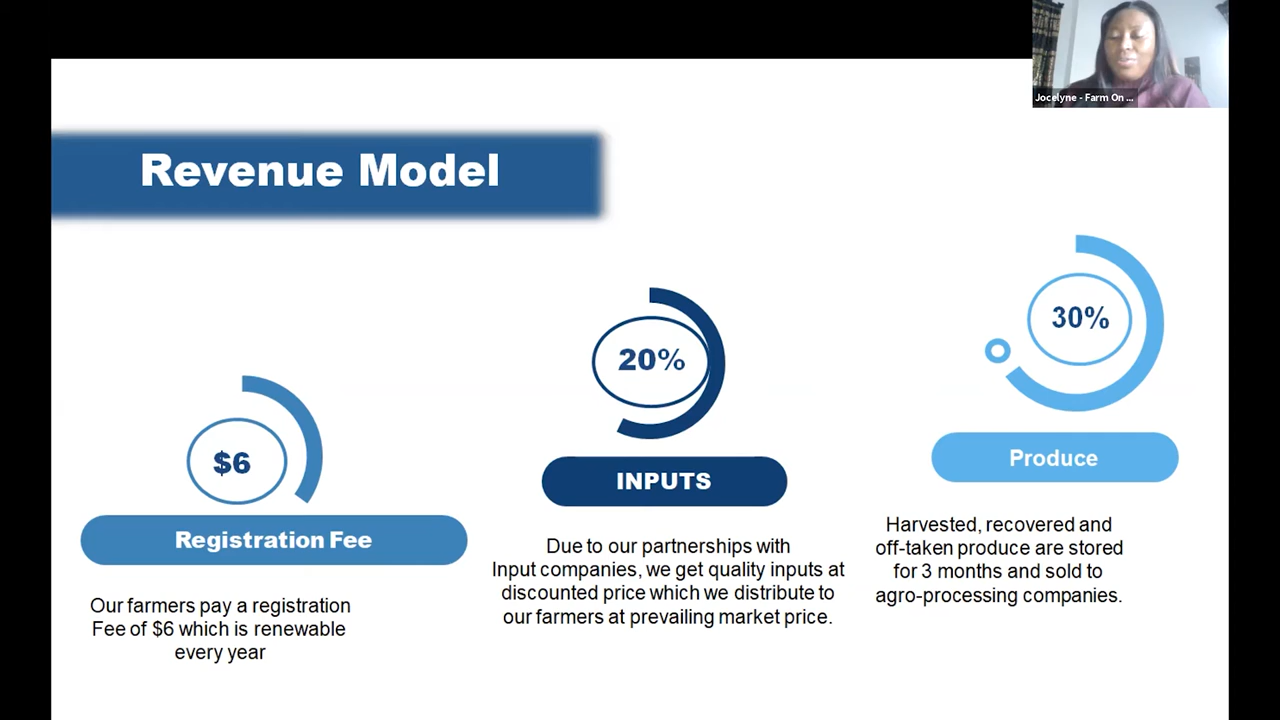 Jocelyne - Farm On ...
Revenue Model
$6
Registration Fee
Our farmers pay a registration
Fee of $6 which is renewable
every year
20%
INPUTS
Due to our partnerships with
Input companies, we get quality inputs at
discounted price which we distribute to
our farmers at prevailing market price.
30%
Produce
Harvested, recovered and
off-taken produce are stored
for 3 months and sold to
agro-processing companies.